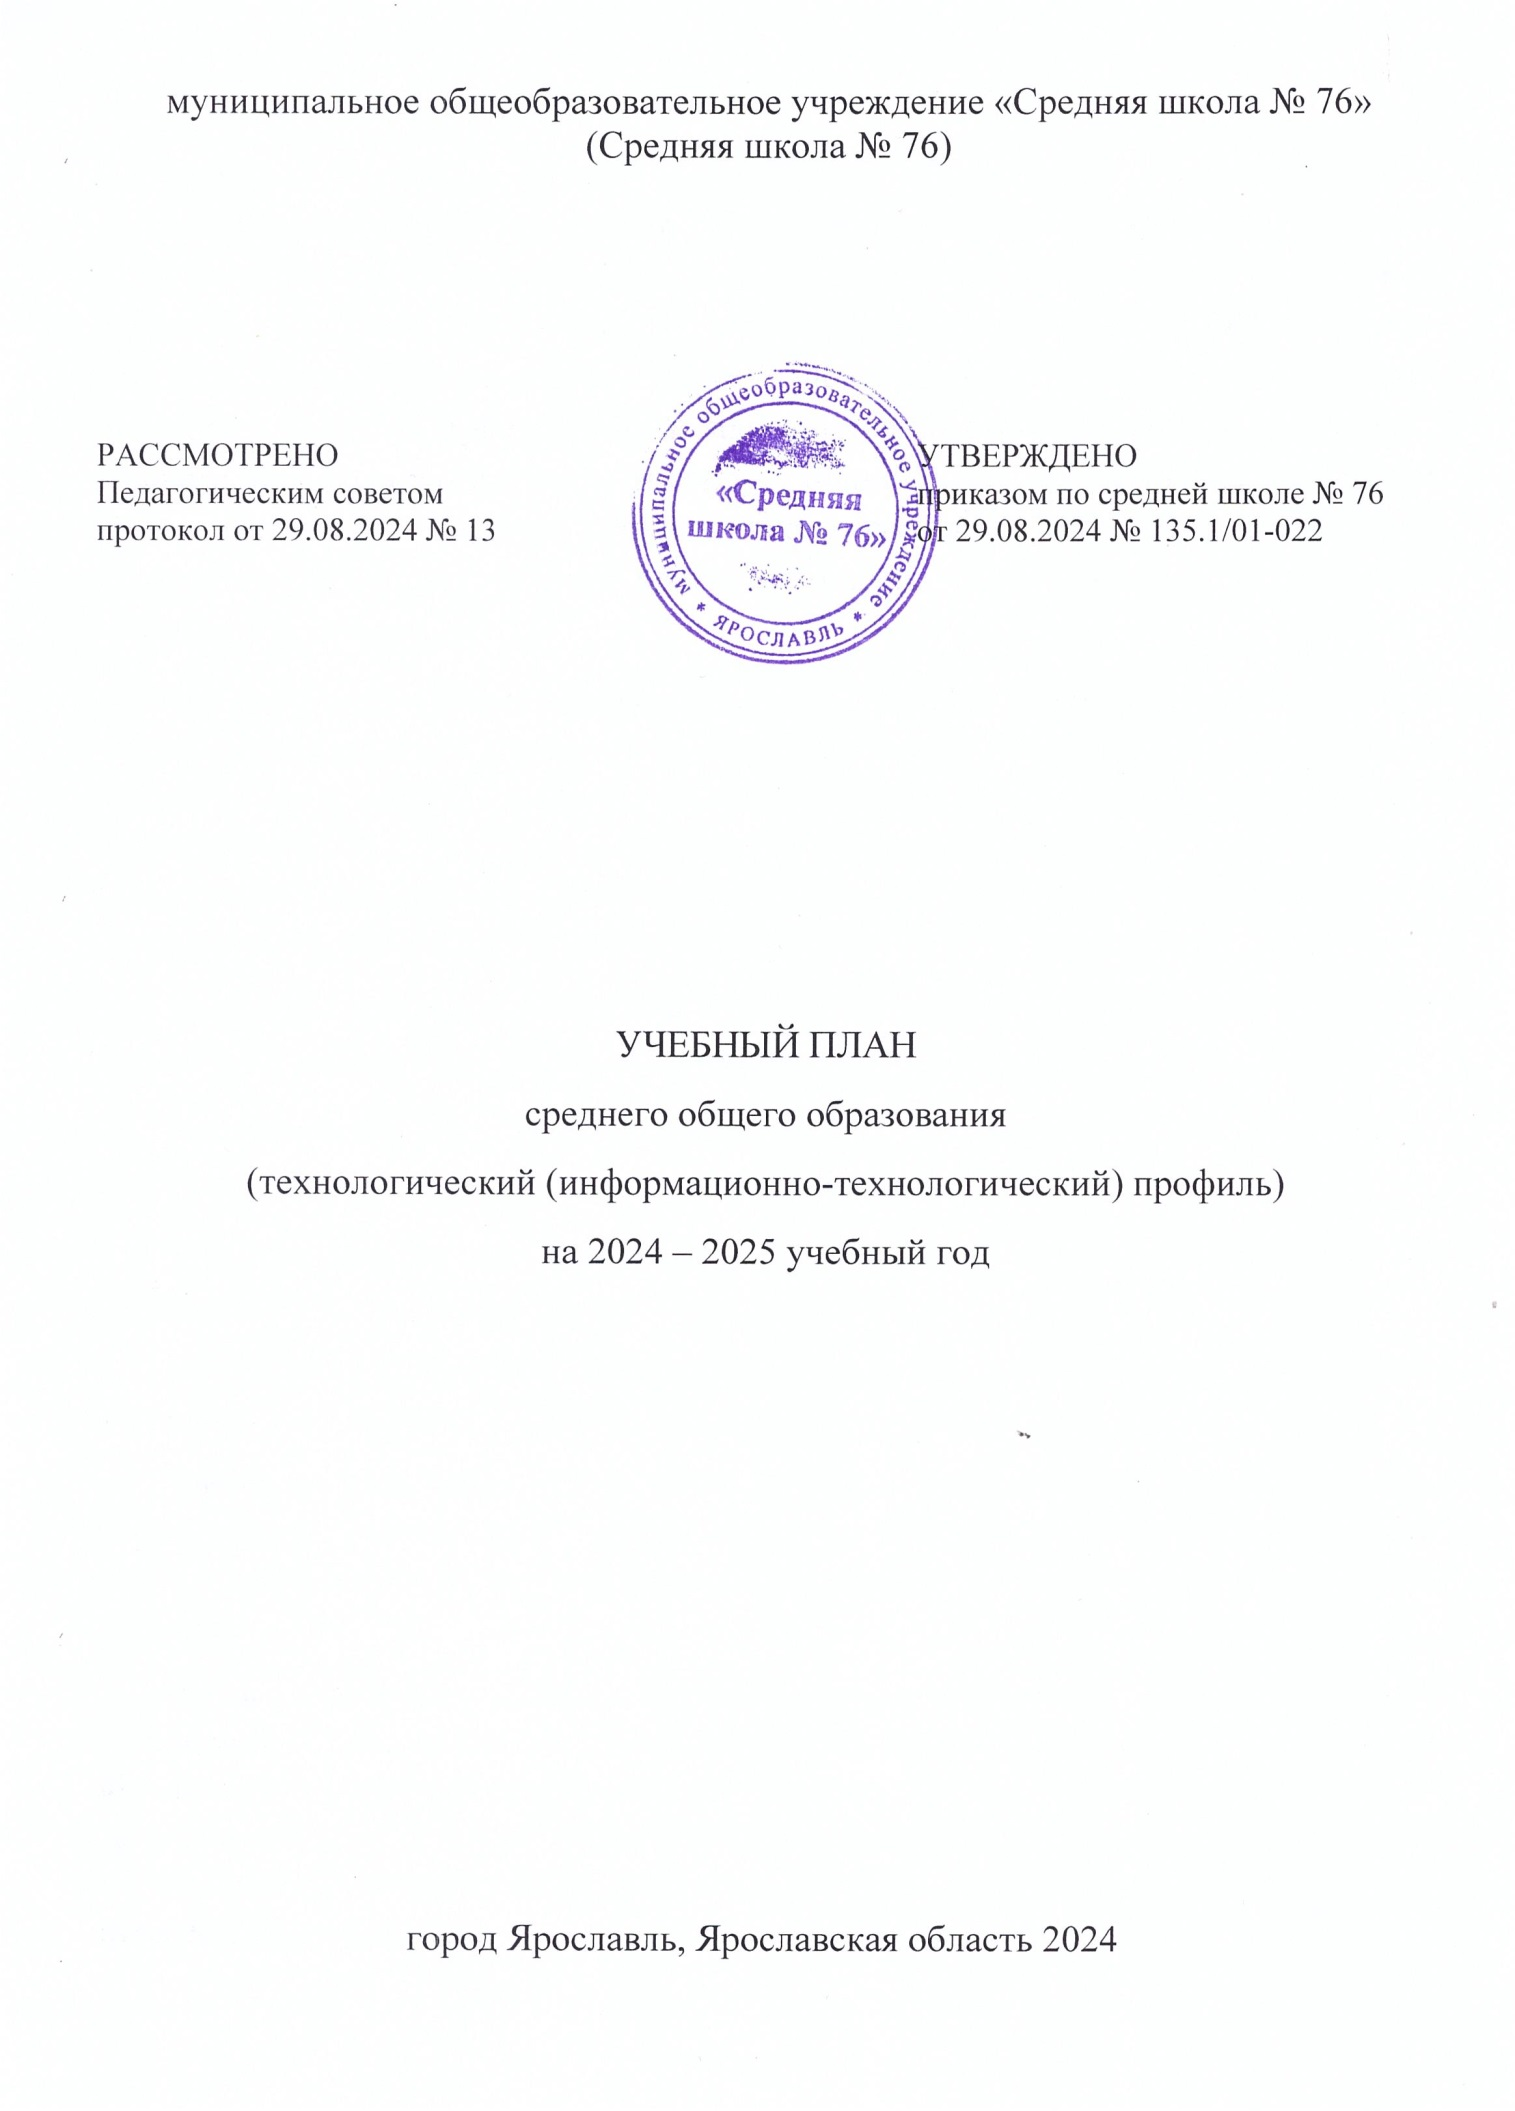 муниципальное общеобразовательное учреждение «Средняя школа № 76»
(Средняя школа № 76)
РАССМОТРЕНО
Педагогическим советом
протокол от 29.08.2024 № 13
муниципальное общеобразовательное учреждение
* ЯРОСЛАВЛЬ *
«Средняя
школа № 76»
УТВЕРЖДЕНО
приказом по средней школе № 76
от 29.08.2024 № 135.1/01-022
УЧЕБНЫЙ ПЛАН
среднего общего образования
(технологический (информационно-технологический) профиль)
на 2024 – 2025 учебный год
город Ярославль, Ярославская область 2024